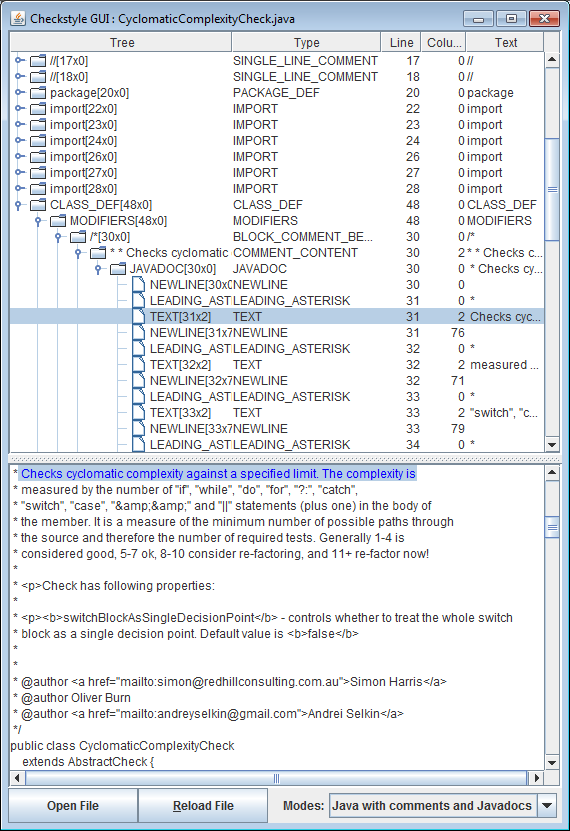 Checkstyle GUI : CyclomaticComplexityCheck.java
Tree Type Line Colu... Text
//[17x0] SINGLE_LINE_COMMENT 17 0 //
//[18x0] SINGLE_LINE_COMMENT 18 0 //
package[20x0] PACKAGE_DEF 20 0 package
import[22x0] IMPORT 22 0 import
import[23x0] IMPORT 23 0 import
import[24x0] IMPORT 24 0 import
import[26x0] IMPORT 26 0 import
import[27x0] IMPORT 27 0 import
import[28x0] IMPORT 28 0 import
CLASS_DEF[48x0] CLASS_DEF 48 0 CLASS_DEF
MODIFIERS[48x0] MODIFIERS 48 0 MODIFIERS
/*[30x0] BLOCK_COMMENT_BE... 30 0 /*
* * Checks cyclomatic COMMENT_CONTENT 30 2 * * Checks c...
JAVADOC[30x0] JAVADOC 30 0 * Checks cy...
NEWLINE[30x0 NEWLINE 30 0
LEADING_AST LEADING_ASTERISK 31 0 *
TEXT[31x2] TEXT 31 2 Checks cyc...
NEWLINE[31x7 NEWLINE 31 76
LEADING_AST LEADING_ASTERISK 32 0 *
TEXT[32x2] TEXT 32 2 measured ...
NEWLINE[32x7 NEWLINE 32 71
LEADING_AST LEADING_ASTERISK 33 0 *
TEXT[33x2] TEXT 33 2 "switch", "c...
NEWLINE[33x7 NEWLINE 33 79
LEADING_AST LEADING_ASTERISK 34 0 *
* Checks cyclomatic complexity against a specified limit. The complexity is
* measured by the number of "if", "while", "do", "for", "?:", "catch",
* "switch", "case", "&amp;&amp;" and "||" statements (plus one) in the body of
* the member. It is a measure of the minimum number of possible paths through
* the source and therefore the number of required tests. Generally 1-4 is
* considered good, 5-7 ok, 8-10 consider re-factoring, and 11+ re-factor now!
*
* <p>Check has following properties:
*
* <p><b>switchBlockAsSingleDecisionPoint</b> - controls whether to treat the whole switch
* block as a single decision point. Default value is <b>false</b>
*
*
* @author <a href="mailto:simon@redhillconsulting.com.au">Simon Harris</a>
* @author Oliver Burn
* @author <a href="mailto:andreyselkin@gmail.com">Andrei Selkin</a>
*/
public class CyclomaticComplexityCheck
extends AbstractCheck {
Open File Reload File Modes: Java with comments and Javadocs